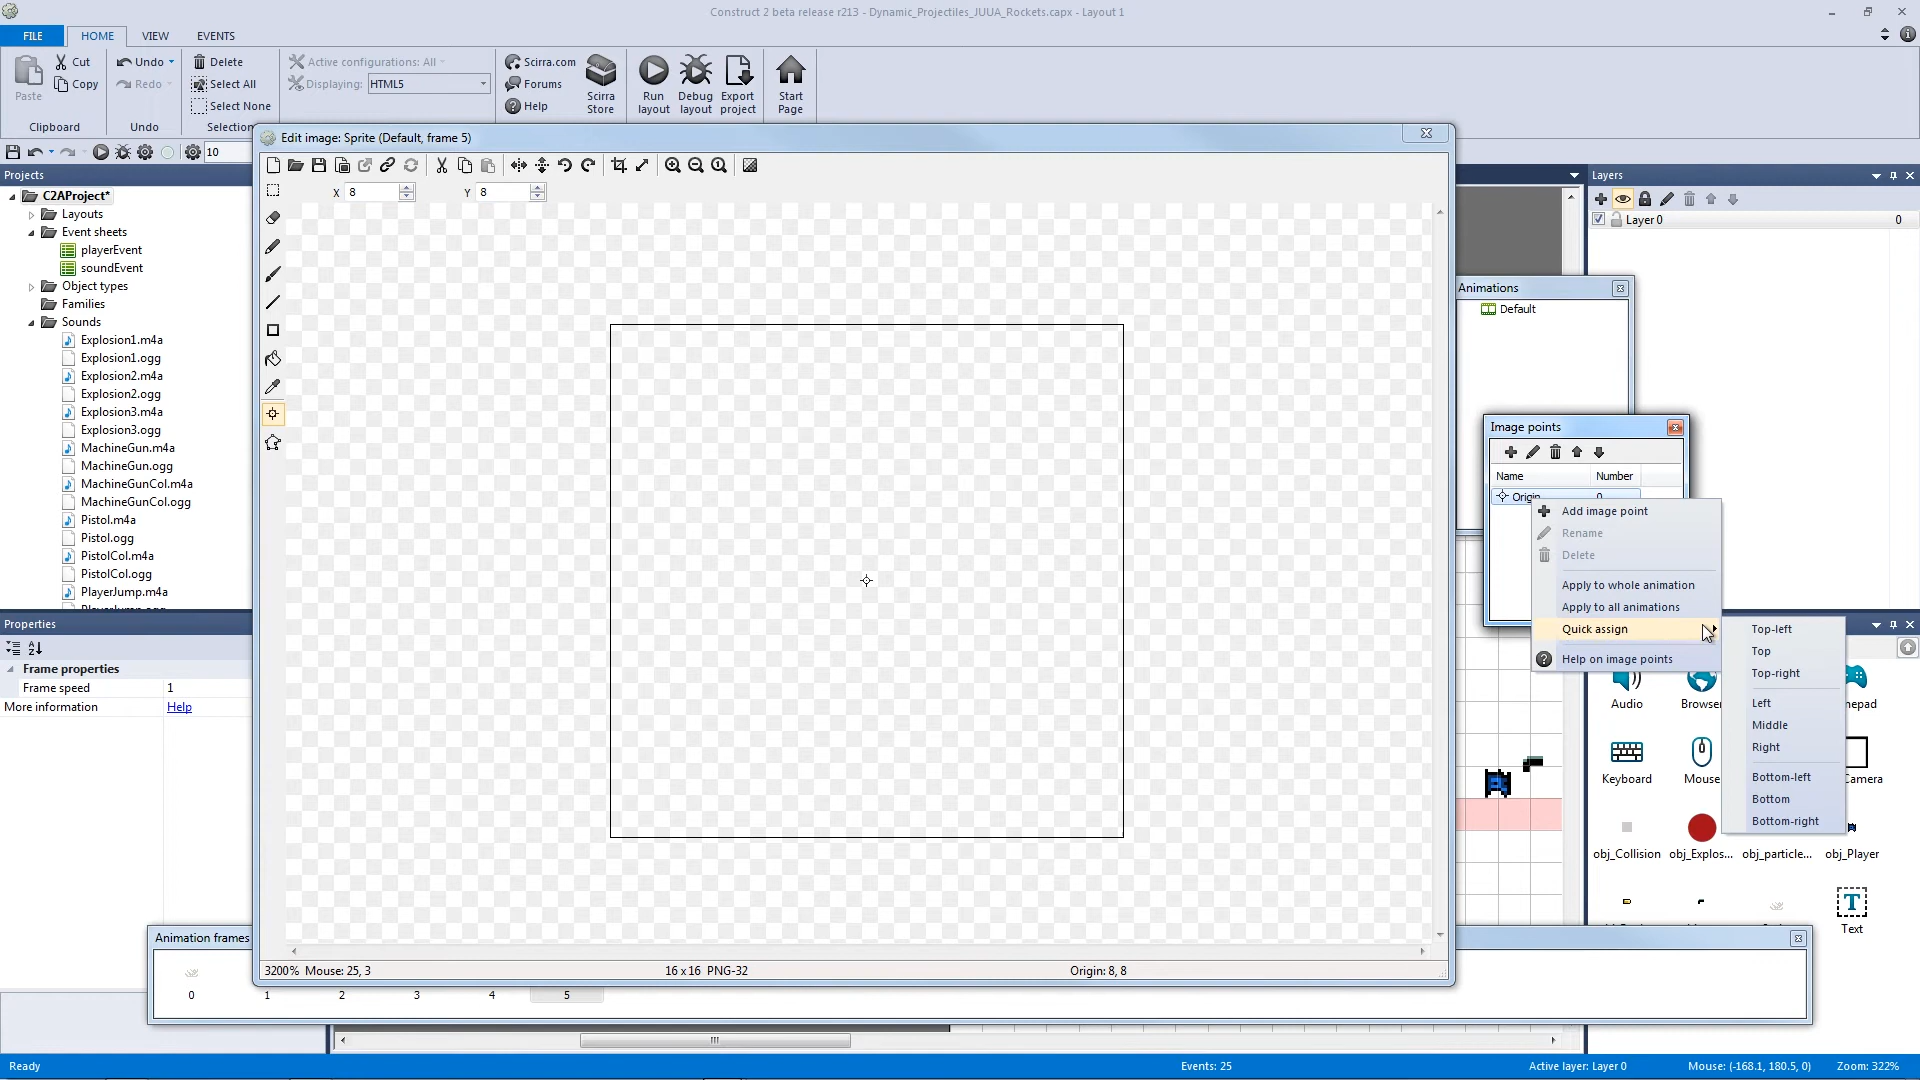 Construct 2 beta release r213 - Dynamic_Projectiles_JUUA_Rockets.capx - Layout 1
FILE HOME VIEW EVENTS
Cut Undo Delete Active configurations: All Scirra.com
Paste Copy Redo Select All Displaying: HTML5 Forums
Select None Help
Scirra Store
Run layout
Debug layout
Export project
Start Page
Clipboard Undo Selection
10
Projects
C2AProject*
Layouts
Event sheets
playerEvent
soundEvent
Object types
Families
Sounds
Explosion1.m4a
Explosion1.ogg
Explosion2.m4a
Explosion2.ogg
Explosion3.m4a
Explosion3.ogg
MachineGun.m4a
MachineGun.ogg
MachineGunCol.m4a
MachineGunCol.ogg
Pistol.m4a
Pistol.ogg
PistolCol.m4a
PistolCol.ogg
PlayerJump.m4a
PlayerJump.ogg
Properties
Frame properties
Frame speed 1
More information Help
Edit image: Sprite (Default, frame 5)
X 8 Y 8
3200% Mouse: 25, 3 16 x 16 PNG-32 Origin: 8, 8
Animation frames
0 1 2 3 4 5
Layers
Layer 0 0
Animations
Default
Image points
Name Number
Origin 0
Add image point
Rename
Delete
Apply to whole animation
Apply to all animations
Quick assign
Help on image points
Top-left
Top
Top-right
Left
Middle
Right
Bottom-left
Bottom
Bottom-right
Audio Browser
Keyboard Mouse
obj_Collision obj_Explos... obj_particle... obj_Player
T
Text
Ready Events: 25 Active layer: Layer 0 Mouse: (-168.1, 180.5, 0) Zoom: 322%